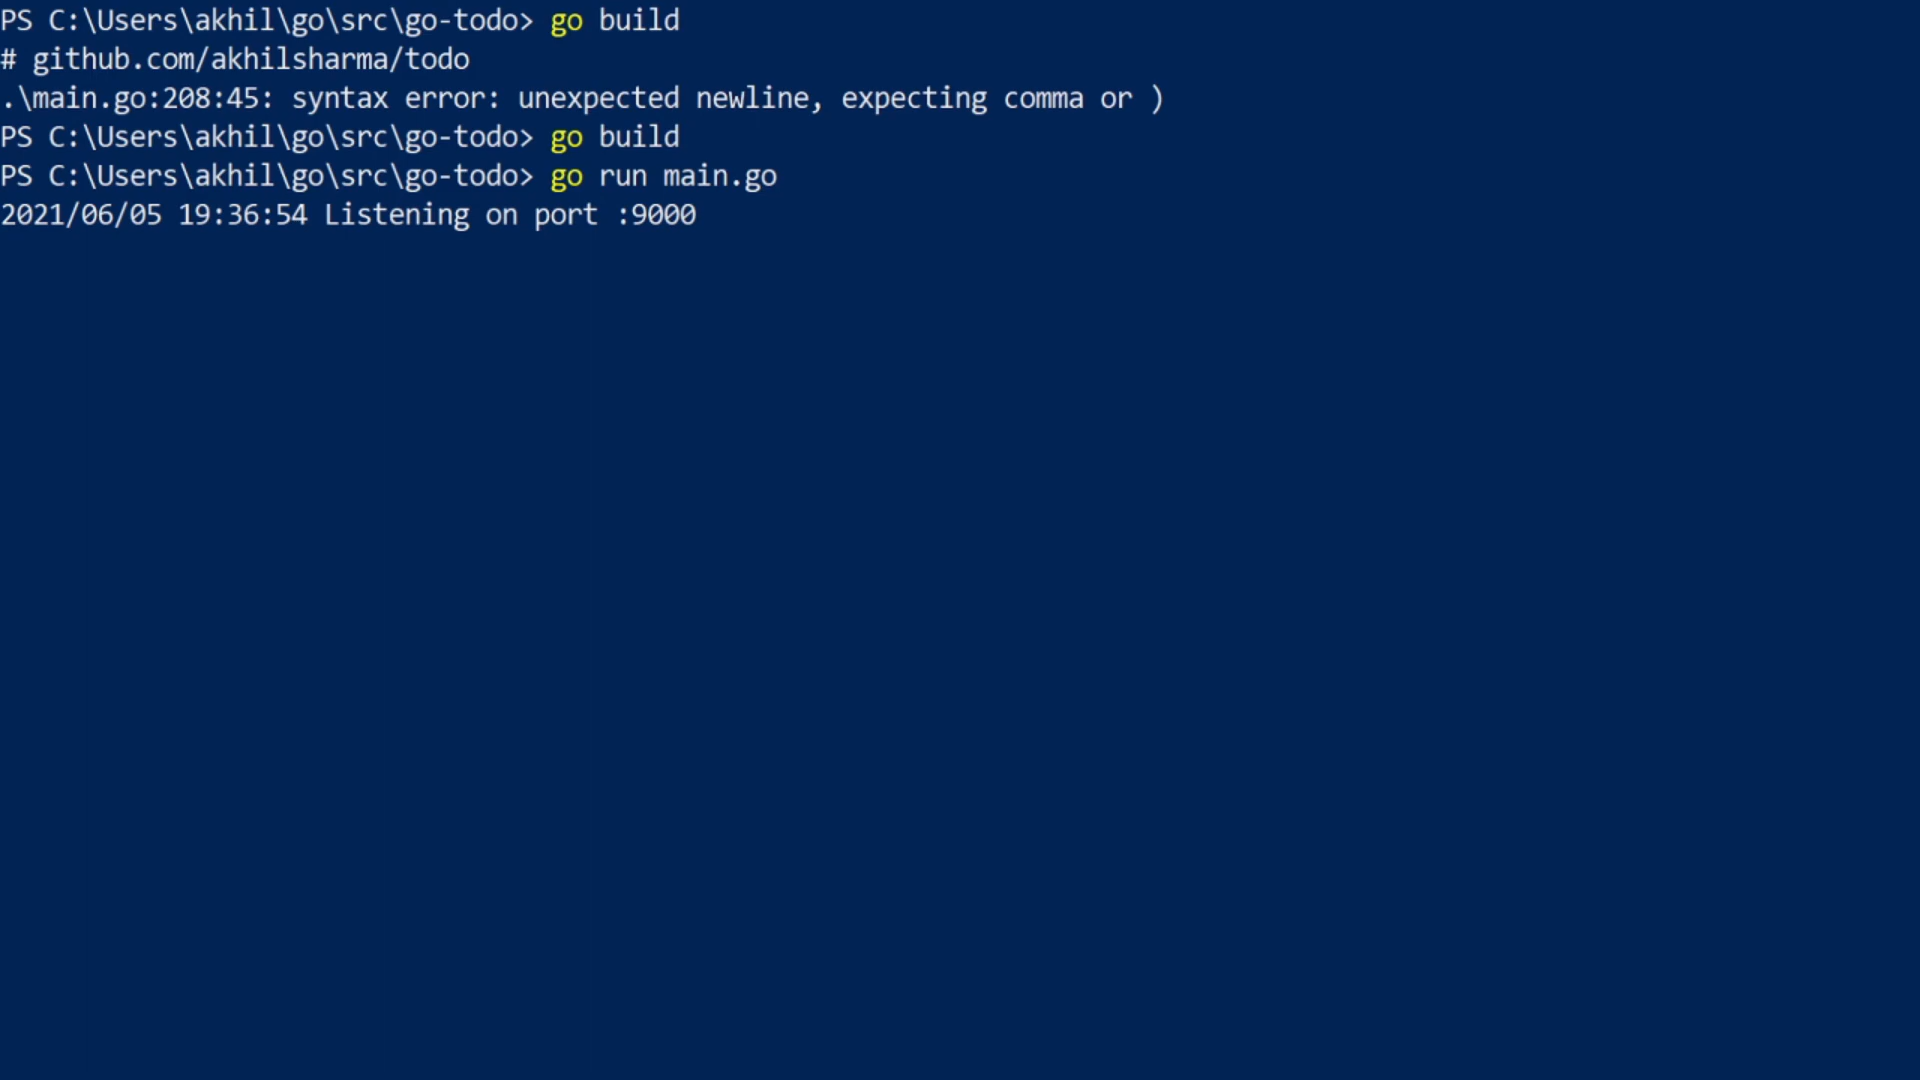 PS C:\Users\akhil\go\src\go-todo> go build
# github.com/akhilsharma/todo
.\main.go:208:45: syntax error: unexpected newline, expecting comma or )
PS C:\Users\akhil\go\src\go-todo> go build
PS C:\Users\akhil\go\src\go-todo> go run main.go
2021/06/05 19:36:54 Listening on port :9000